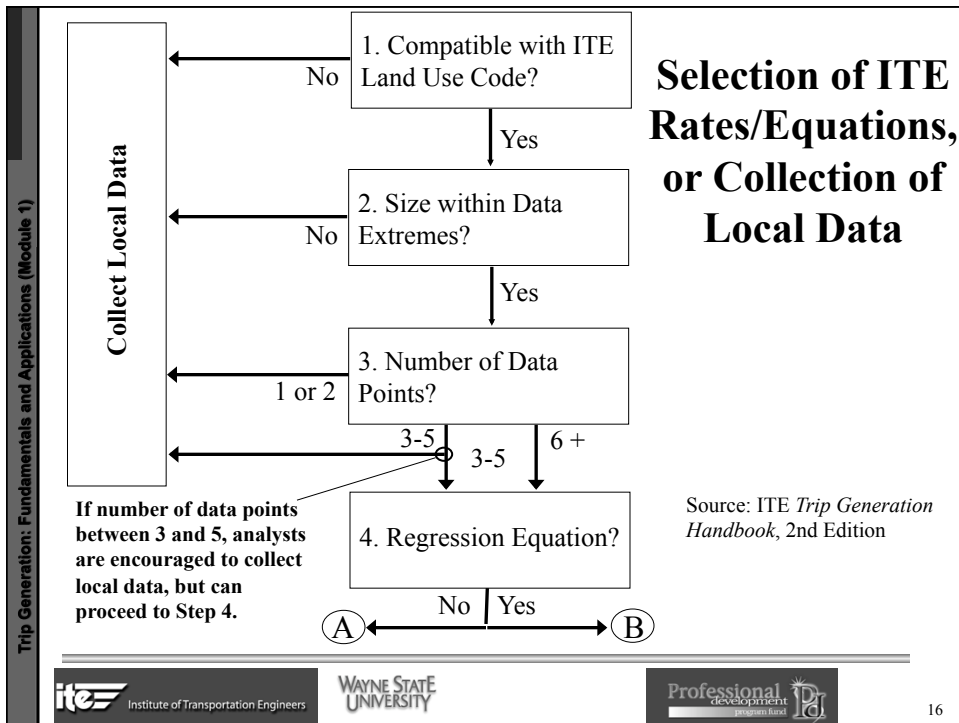 Trip Generation: Fundamentals and Applications (Module 1)
Selection of ITE
Rates/Equations,
or Collection of
Local Data
Collect Local Data
1. Compatible with ITE
Land Use Code?
No
Yes
2. Size within Data
Extremes?
No
Yes
3. Number of Data
Points?
1 or 2
3-5
3-5
6 +
If number of data points
between 3 and 5, analysts
are encouraged to collect
local data, but can
proceed to Step 4.
4. Regression Equation?
No
Yes
A
B
Source: ITE Trip Generation
Handbook, 2nd Edition
ite Institute of Transportation Engineers
WAYNE STATE
UNIVERSITY
Professional
development
program fund
Pd
16